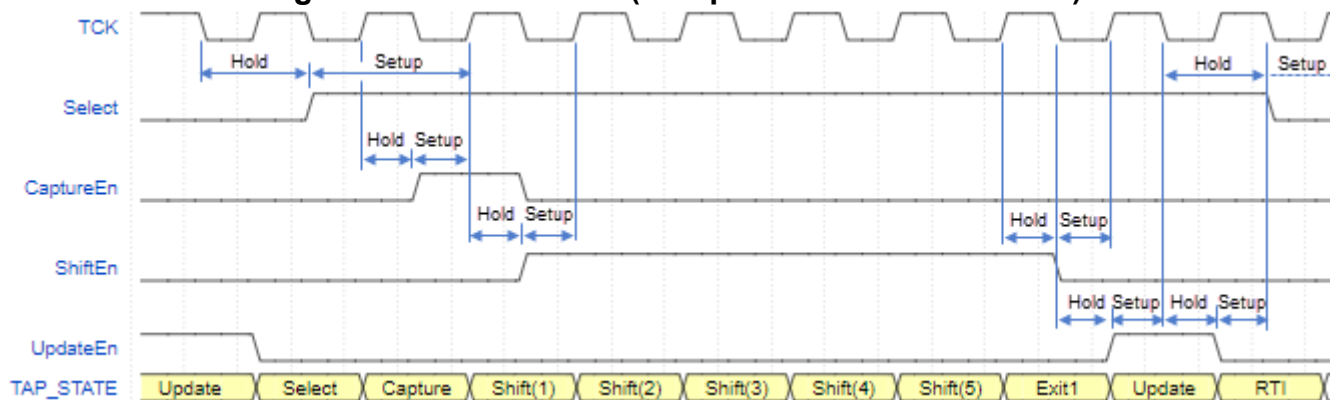 TCK
Hold Setup Hold Setup
Select
Hold Setup
CaptureEn
Hold Setup Hold Setup
ShiftEn
Hold Setup Hold Setup
UpdateEn
TAP_STATE Update Select Capture Shift(1) Shift(2) Shift(3) Shift(4) Shift(5) Exit1 Update RTI